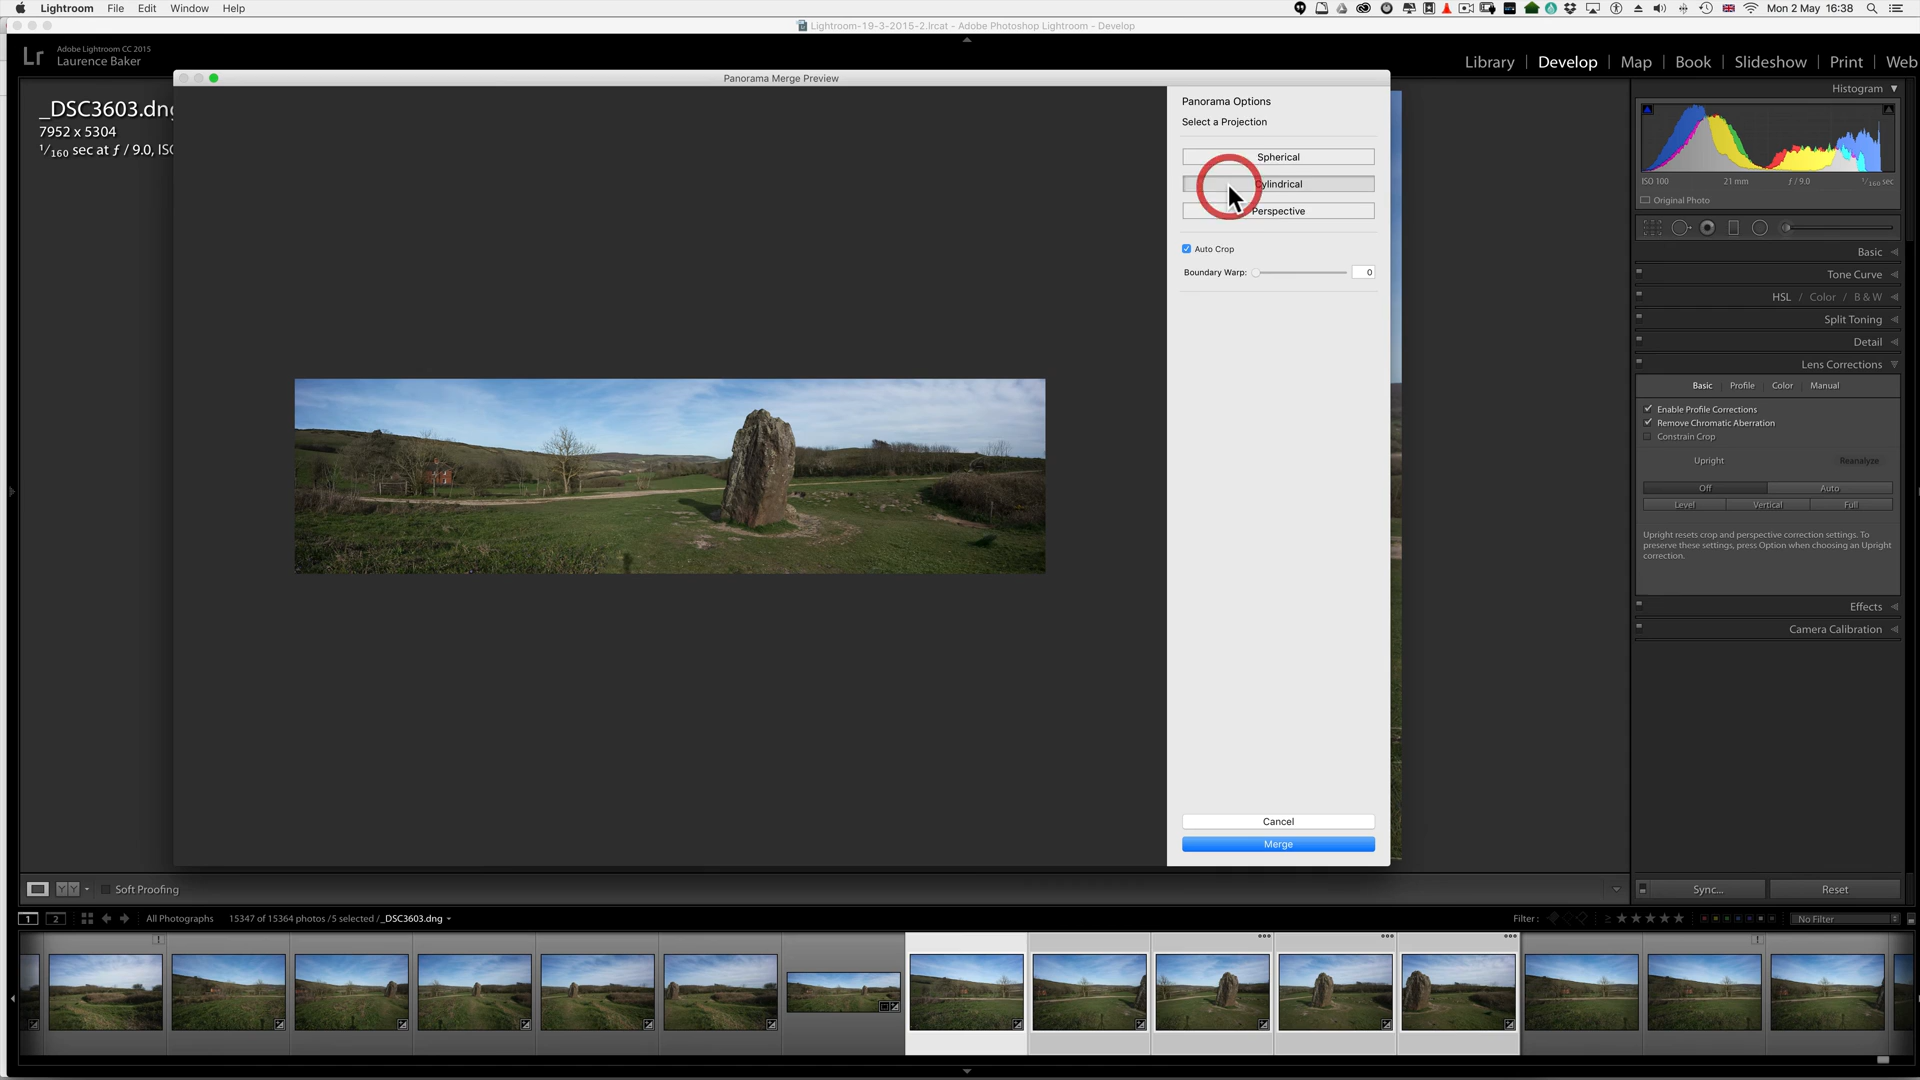 Lightroom File Edit Window Help
Mon 2 May 16:38
Lightroom-19-3-2015-2.lrcat - Adobe Photoshop Lightroom - Develop
Lr Adobe Lightroom CC 2015
Laurence Baker
Library | Develop | Map | Book | Slideshow | Print | Web
Panorama Merge Preview
_DSC3603.dng
7952 x 5304
1/160 sec at ƒ / 9.0, ISO
Panorama Options
Select a Projection
Spherical
Cylindrical
Perspective
Auto Crop
Boundary Warp: 0
Cancel
Merge
Histogram
ISO 100 21 mm ƒ / 9.0 1/160 sec
Original Photo
Basic
Tone Curve
HSL / Color / B & W
Split Toning
Detail
Lens Corrections
Basic Profile Color Manual
Enable Profile Corrections
Remove Chromatic Aberration
Constrain Crop
Upright Reanalyze
Off Auto
Level Vertical Full
Upright resets crop and perspective correction settings. To
preserve these settings, press Option when choosing an Upright
correction.
Effects
Camera Calibration
Y Y Soft Proofing
Sync... Reset
1 2 All Photographs 15347 of 15364 photos /5 selected /_DSC3603.dng
Filter: No Filter